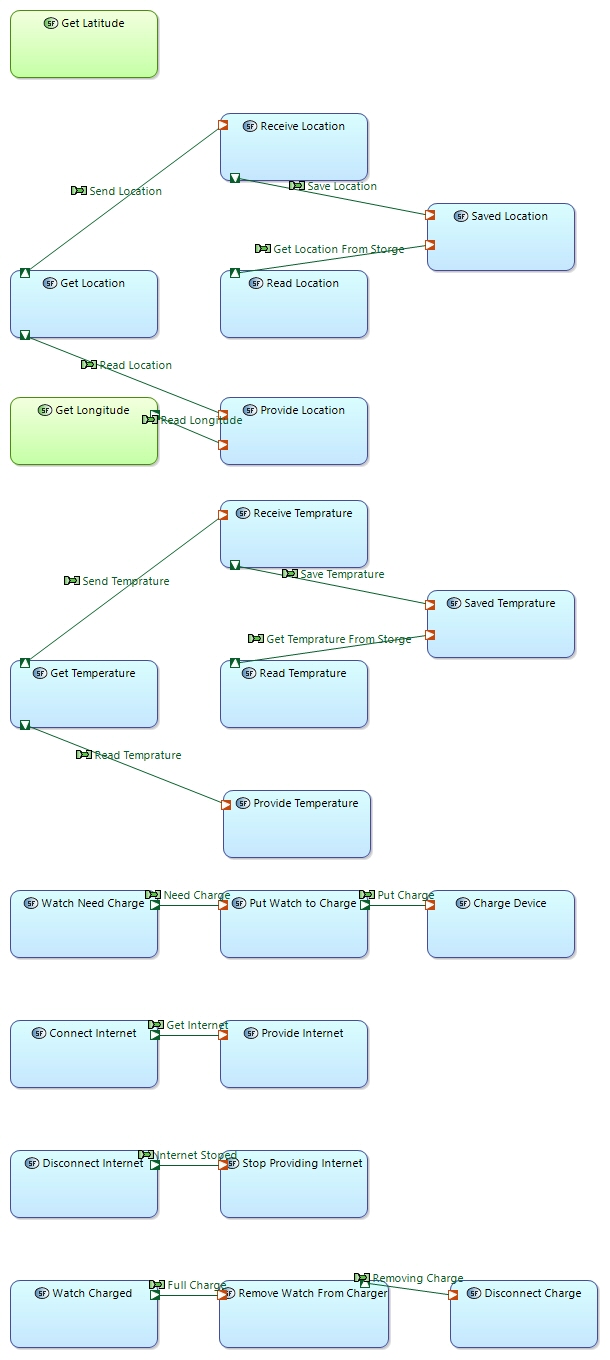 SF Get Latitude
SF Receive Location
Send Location
Save Location
SF Saved Location
Get Location From Storge
SF Get Location
SF Read Location
Read Location
SF Get Longitude
Read Longitude
SF Provide Location
SF Receive Temprature
Send Temprature
Save Temprature
SF Saved Temprature
Get Temprature From Storge
SF Get Temperature
SF Read Temprature
Read Temprature
SF Provide Temperature
SF Watch Need Charge
Need Charge
SF Put Watch to Charge
Put Charge
SF Charge Device
SF Connect Internet
Get Internet
SF Provide Internet
SF Disconnect Internet
Internet Stoped
SF Stop Providing Internet
SF Watch Charged
Full Charge
SF Remove Watch From Charger
Removing Charge
SF Disconnect Charge